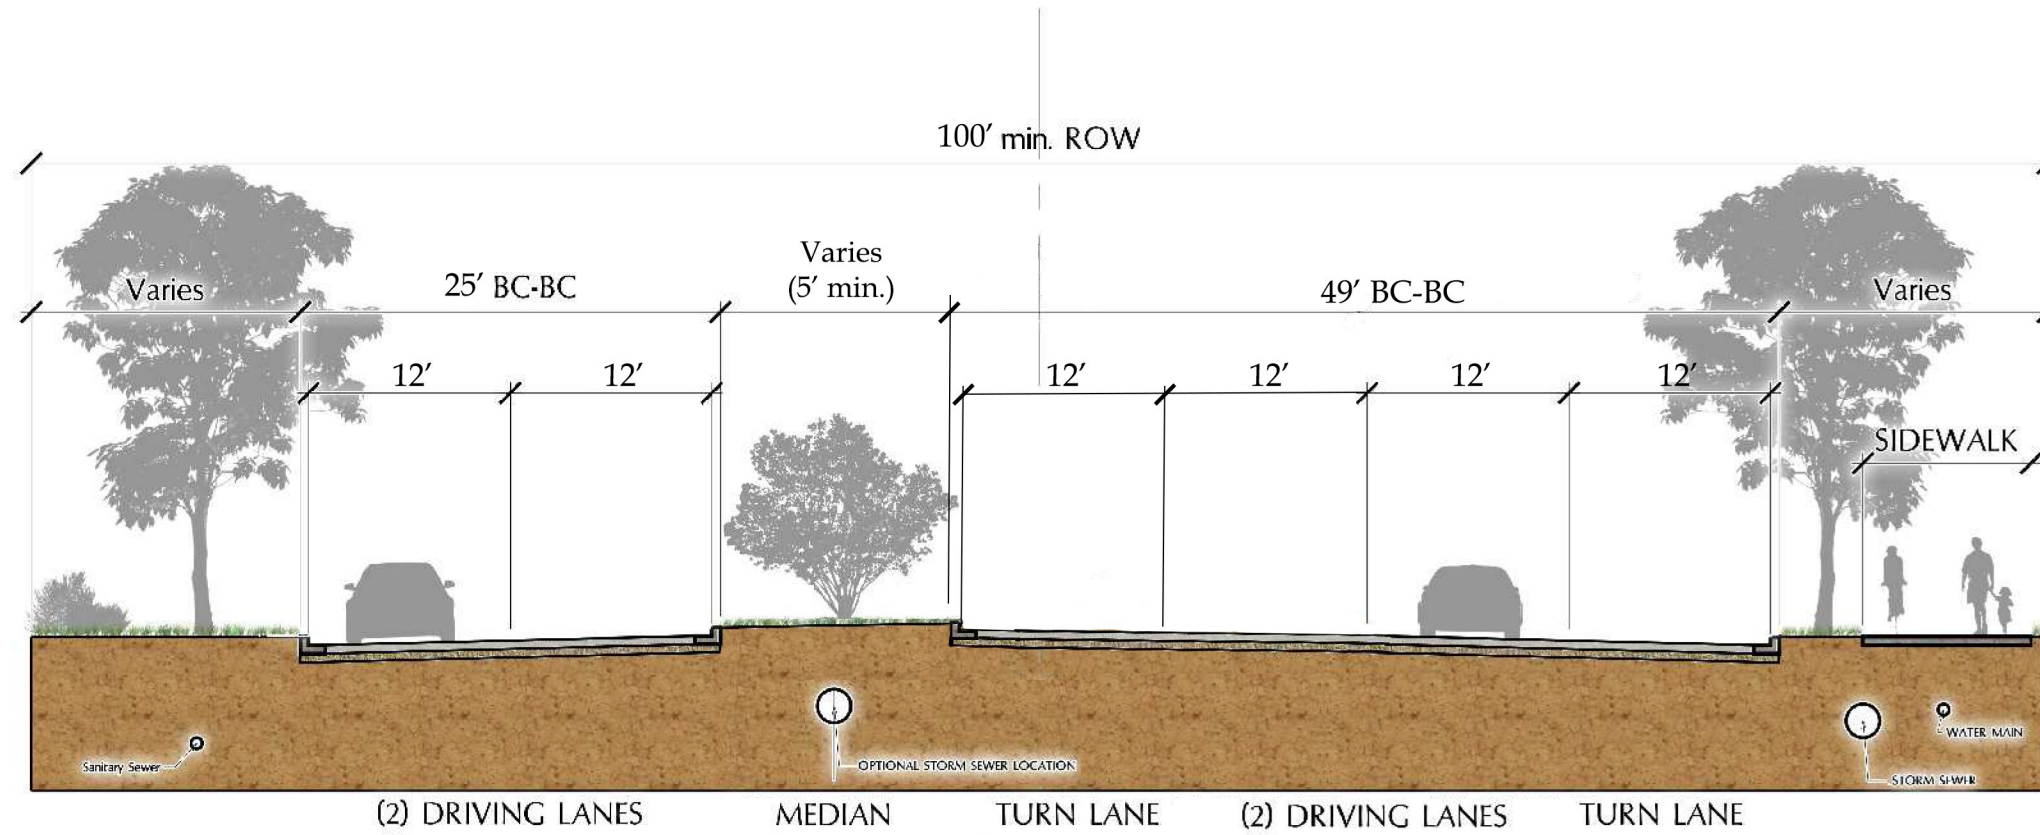 100′ min. ROW
Varies
25′ BC-BC
Varies
(5′ min.)
49′ BC-BC
Varies
12′
12′
12′
12′
12′
12′
SIDEWALK
Sanitary Sewer
OPTIONAL STORM SEWER LOCATION
WATER MAIN
STORM SEWER
(2) DRIVING LANES
MEDIAN
TURN LANE
(2) DRIVING LANES
TURN LANE